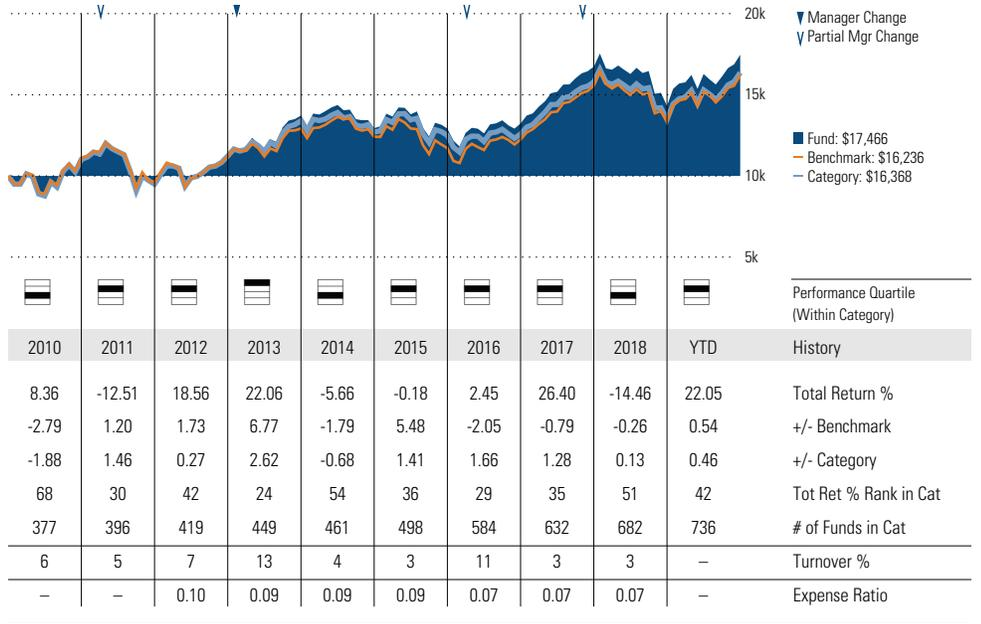 20k
Manager Change
Partial Mgr Change
15k
Fund: $17,466
Benchmark: $16,236
Category: $16,368
10k
5k
Performance Quartile
(Within Category)
2010 2011 2012 2013 2014 2015 2016 2017 2018 YTD History
8.36 -12.51 18.56 22.06 -5.66 -0.18 2.45 26.40 -14.46 22.05 Total Return %
-2.79 1.20 1.73 6.77 -1.79 5.48 -2.05 -0.79 -0.26 0.54 +/- Benchmark
-1.88 1.46 0.27 2.62 -0.68 1.41 1.66 1.28 0.13 0.46 +/- Category
68 30 42 24 54 36 29 35 51 42 Tot Ret % Rank in Cat
377 396 419 449 461 498 584 632 682 736 # of Funds in Cat
6 5 7 13 4 3 11 3 3 – Turnover %
– – 0.10 0.09 0.09 0.09 0.07 0.07 0.07 – Expense Ratio